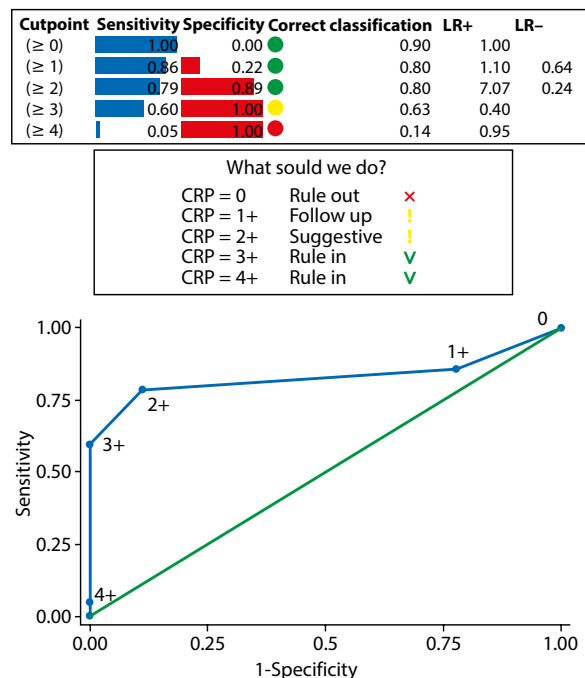 Cutpoint Sensitivity Specificity Correct classification LR+ LR−
(≥ 0) 1.00 0.00 0.90 1.00
(≥ 1) 0.86 0.22 0.80 1.10 0.64
(≥ 2) 0.79 0.89 0.80 7.07 0.24
(≥ 3) 0.60 1.00 0.63 0.40
(≥ 4) 0.05 1.00 0.14 0.95
What sould we do?
CRP = 0 Rule out ×
CRP = 1+ Follow up !
CRP = 2+ Suggestive !
CRP = 3+ Rule in V
CRP = 4+ Rule in V
1.00
0.75
0.50
0.25
0.00
Sensitivity
0
1+
2+
3+
4+
0.00 0.25 0.5 0.75 1.00
1-Specificity